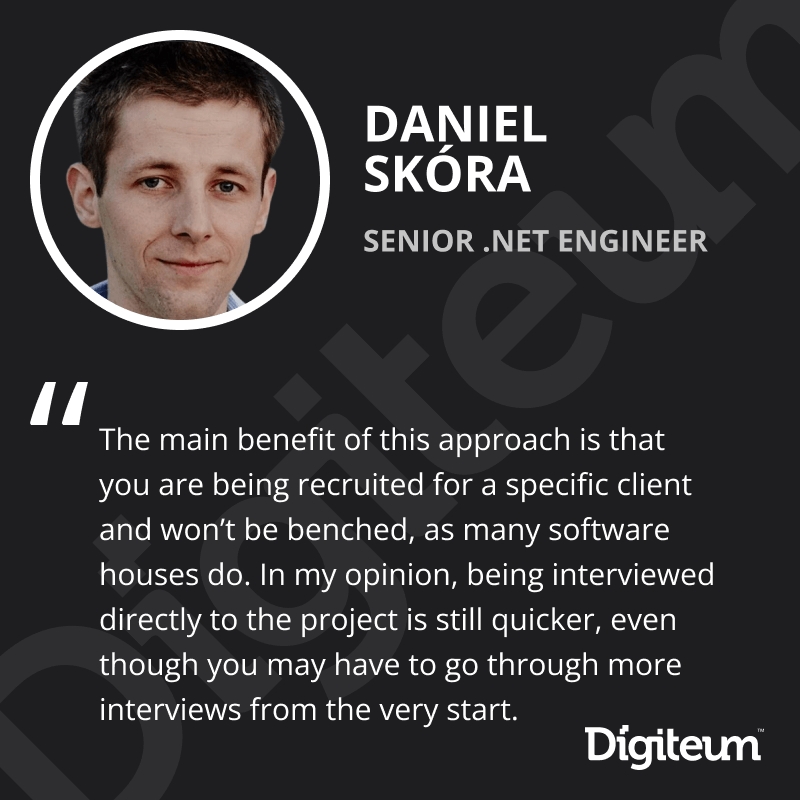 DANIEL
SKÓRA
SENIOR .NET ENGINEER
“
The main benefit of this approach is that
you are being recruited for a specific client
and won’t be benched, as many software
houses do. In my opinion, being interviewed
directly to the project is still quicker, even
though you may have to go through more
interviews from the very start.
Digiteum™
Digiteum